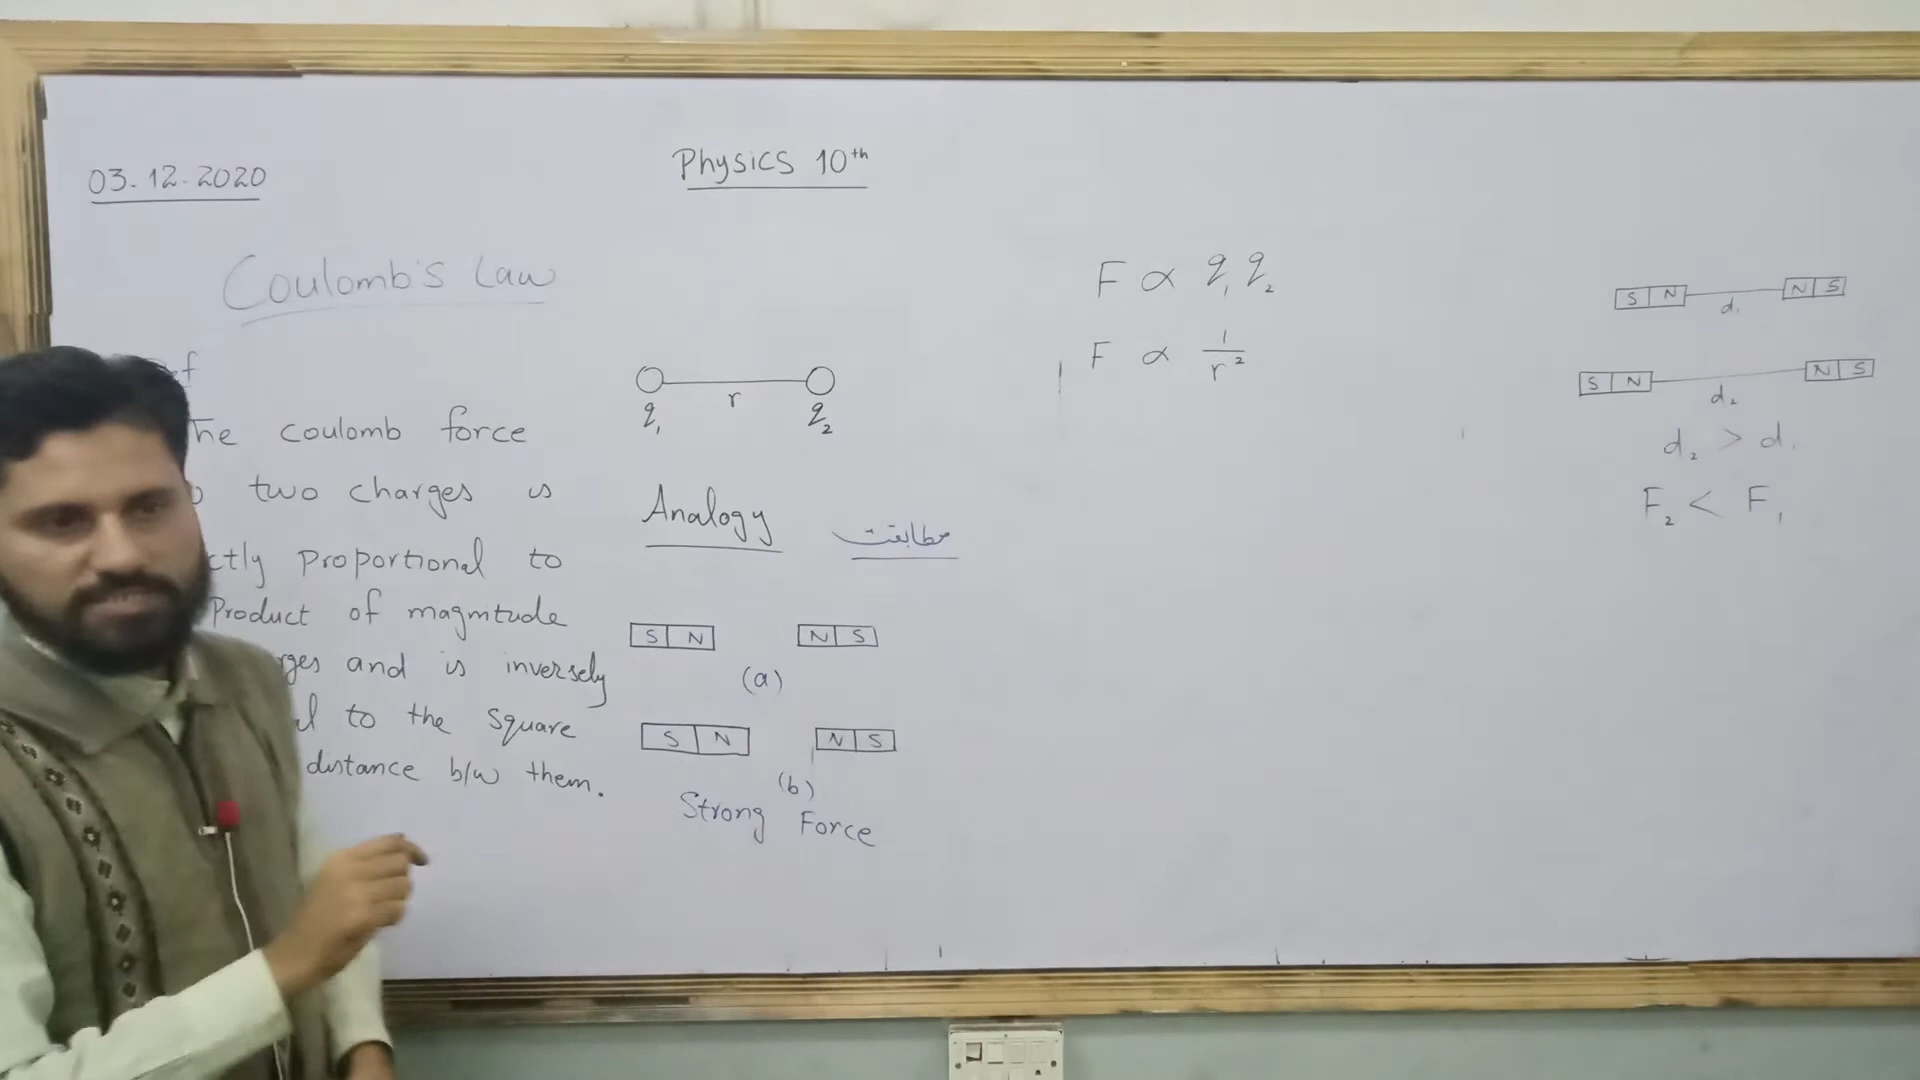 03-12-2020
Physics 10th
Coulomb's Law
The coulomb force
two charges is
ctly proportional to
Product of magnitude
ges and is inversely
l to the square
distance b/w them.
r
q₁ q₂
Analogy مطابقت
S N N S
(a)
S N N S
(b)
Strong Force
F ∝ q₁ q₂
F ∝ 1/r²
S N N S
d₁
S N N S
d₂
d₂ > d₁
F₂ < F₁